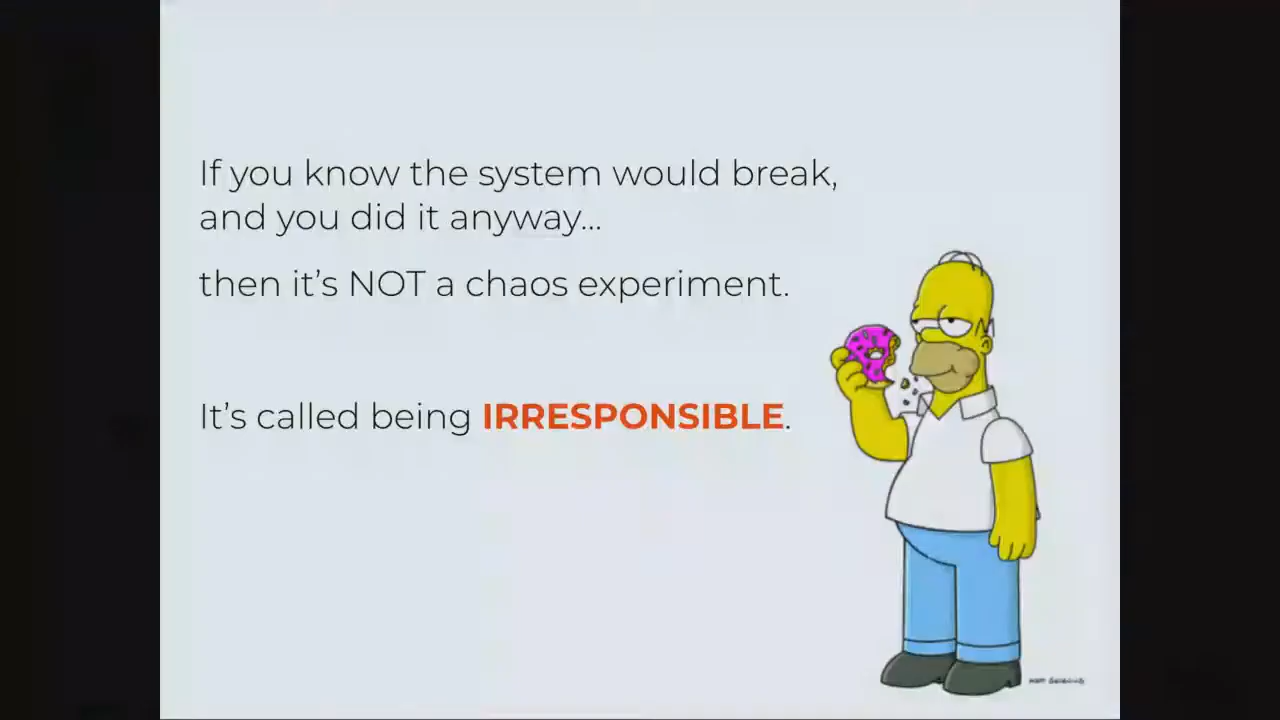 If you know the system would break,
and you did it anyway...
then it's NOT a chaos experiment.
It's called being IRRESPONSIBLE.